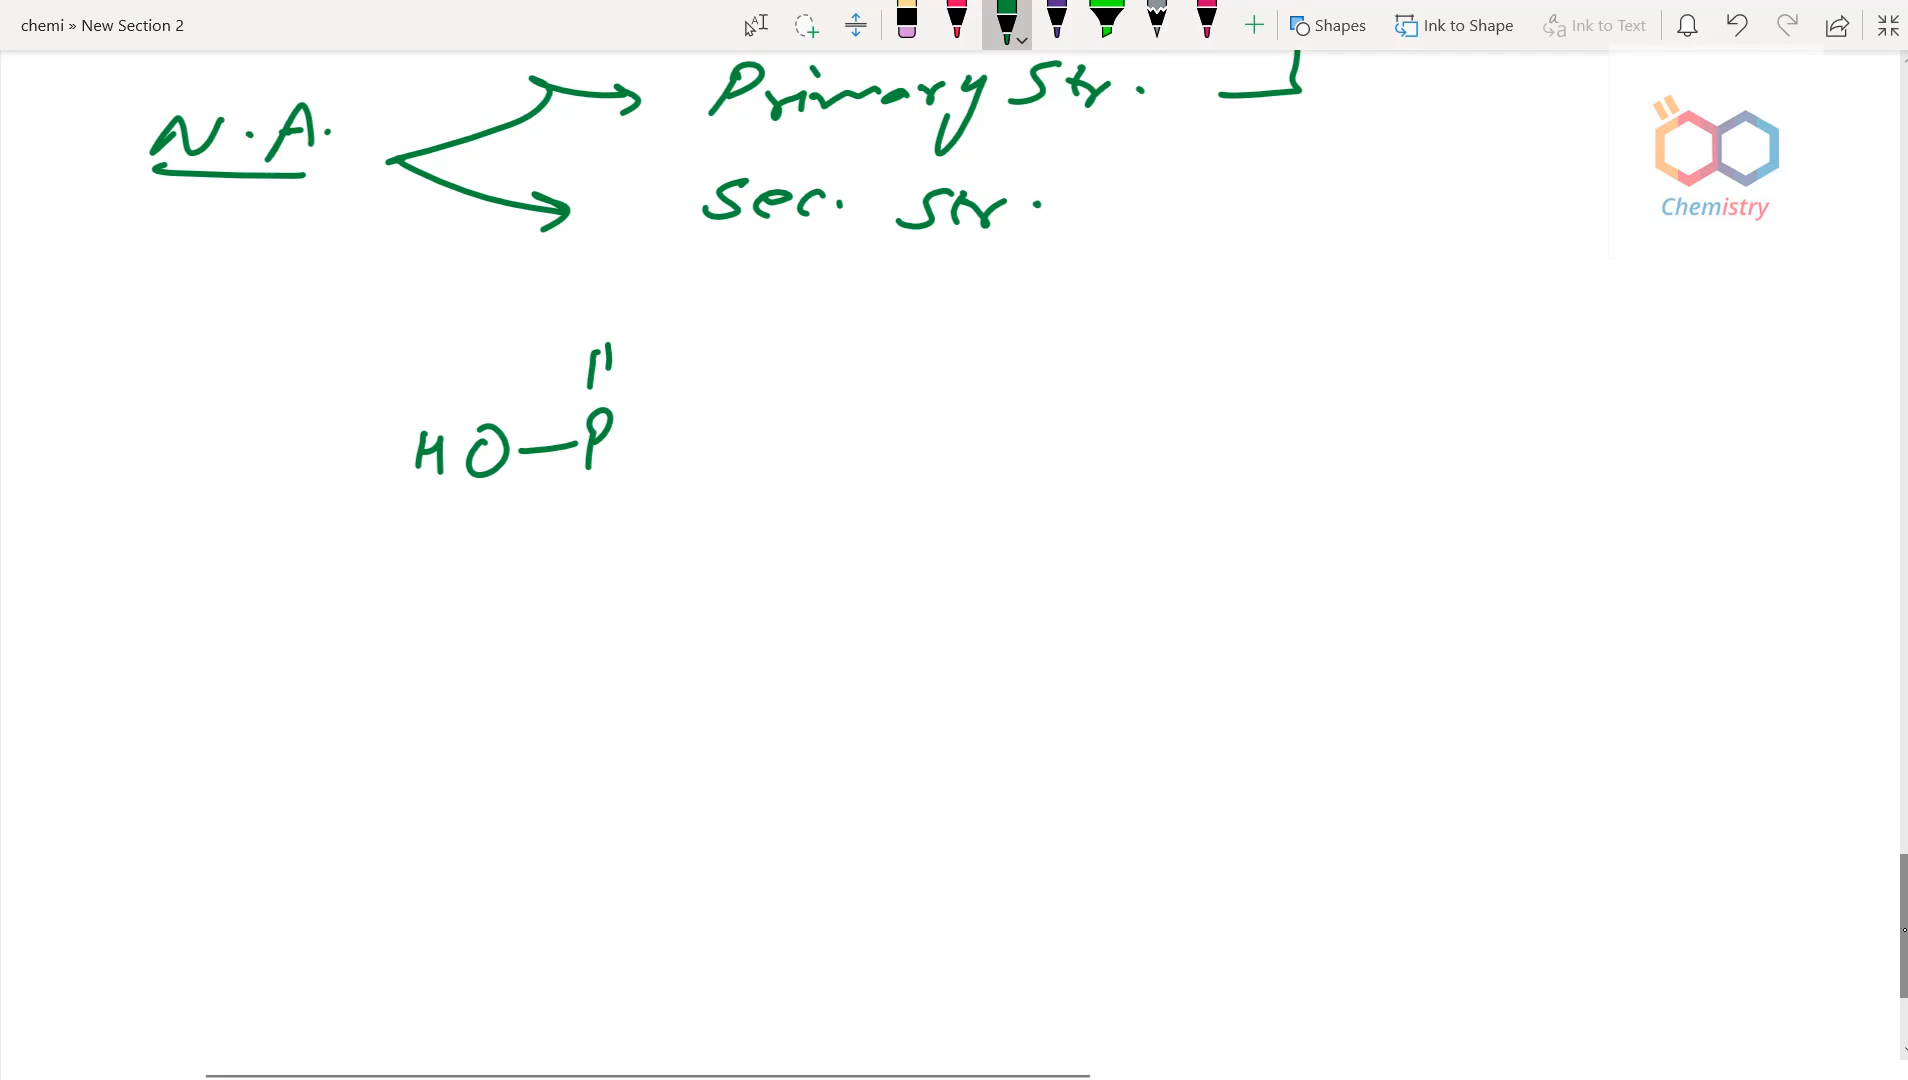 chemi » New Section 2
Shapes
Ink to Shape
Ink to Text
N.A.
Primary Str.
Sec. Str.
Chemistry
HO—P